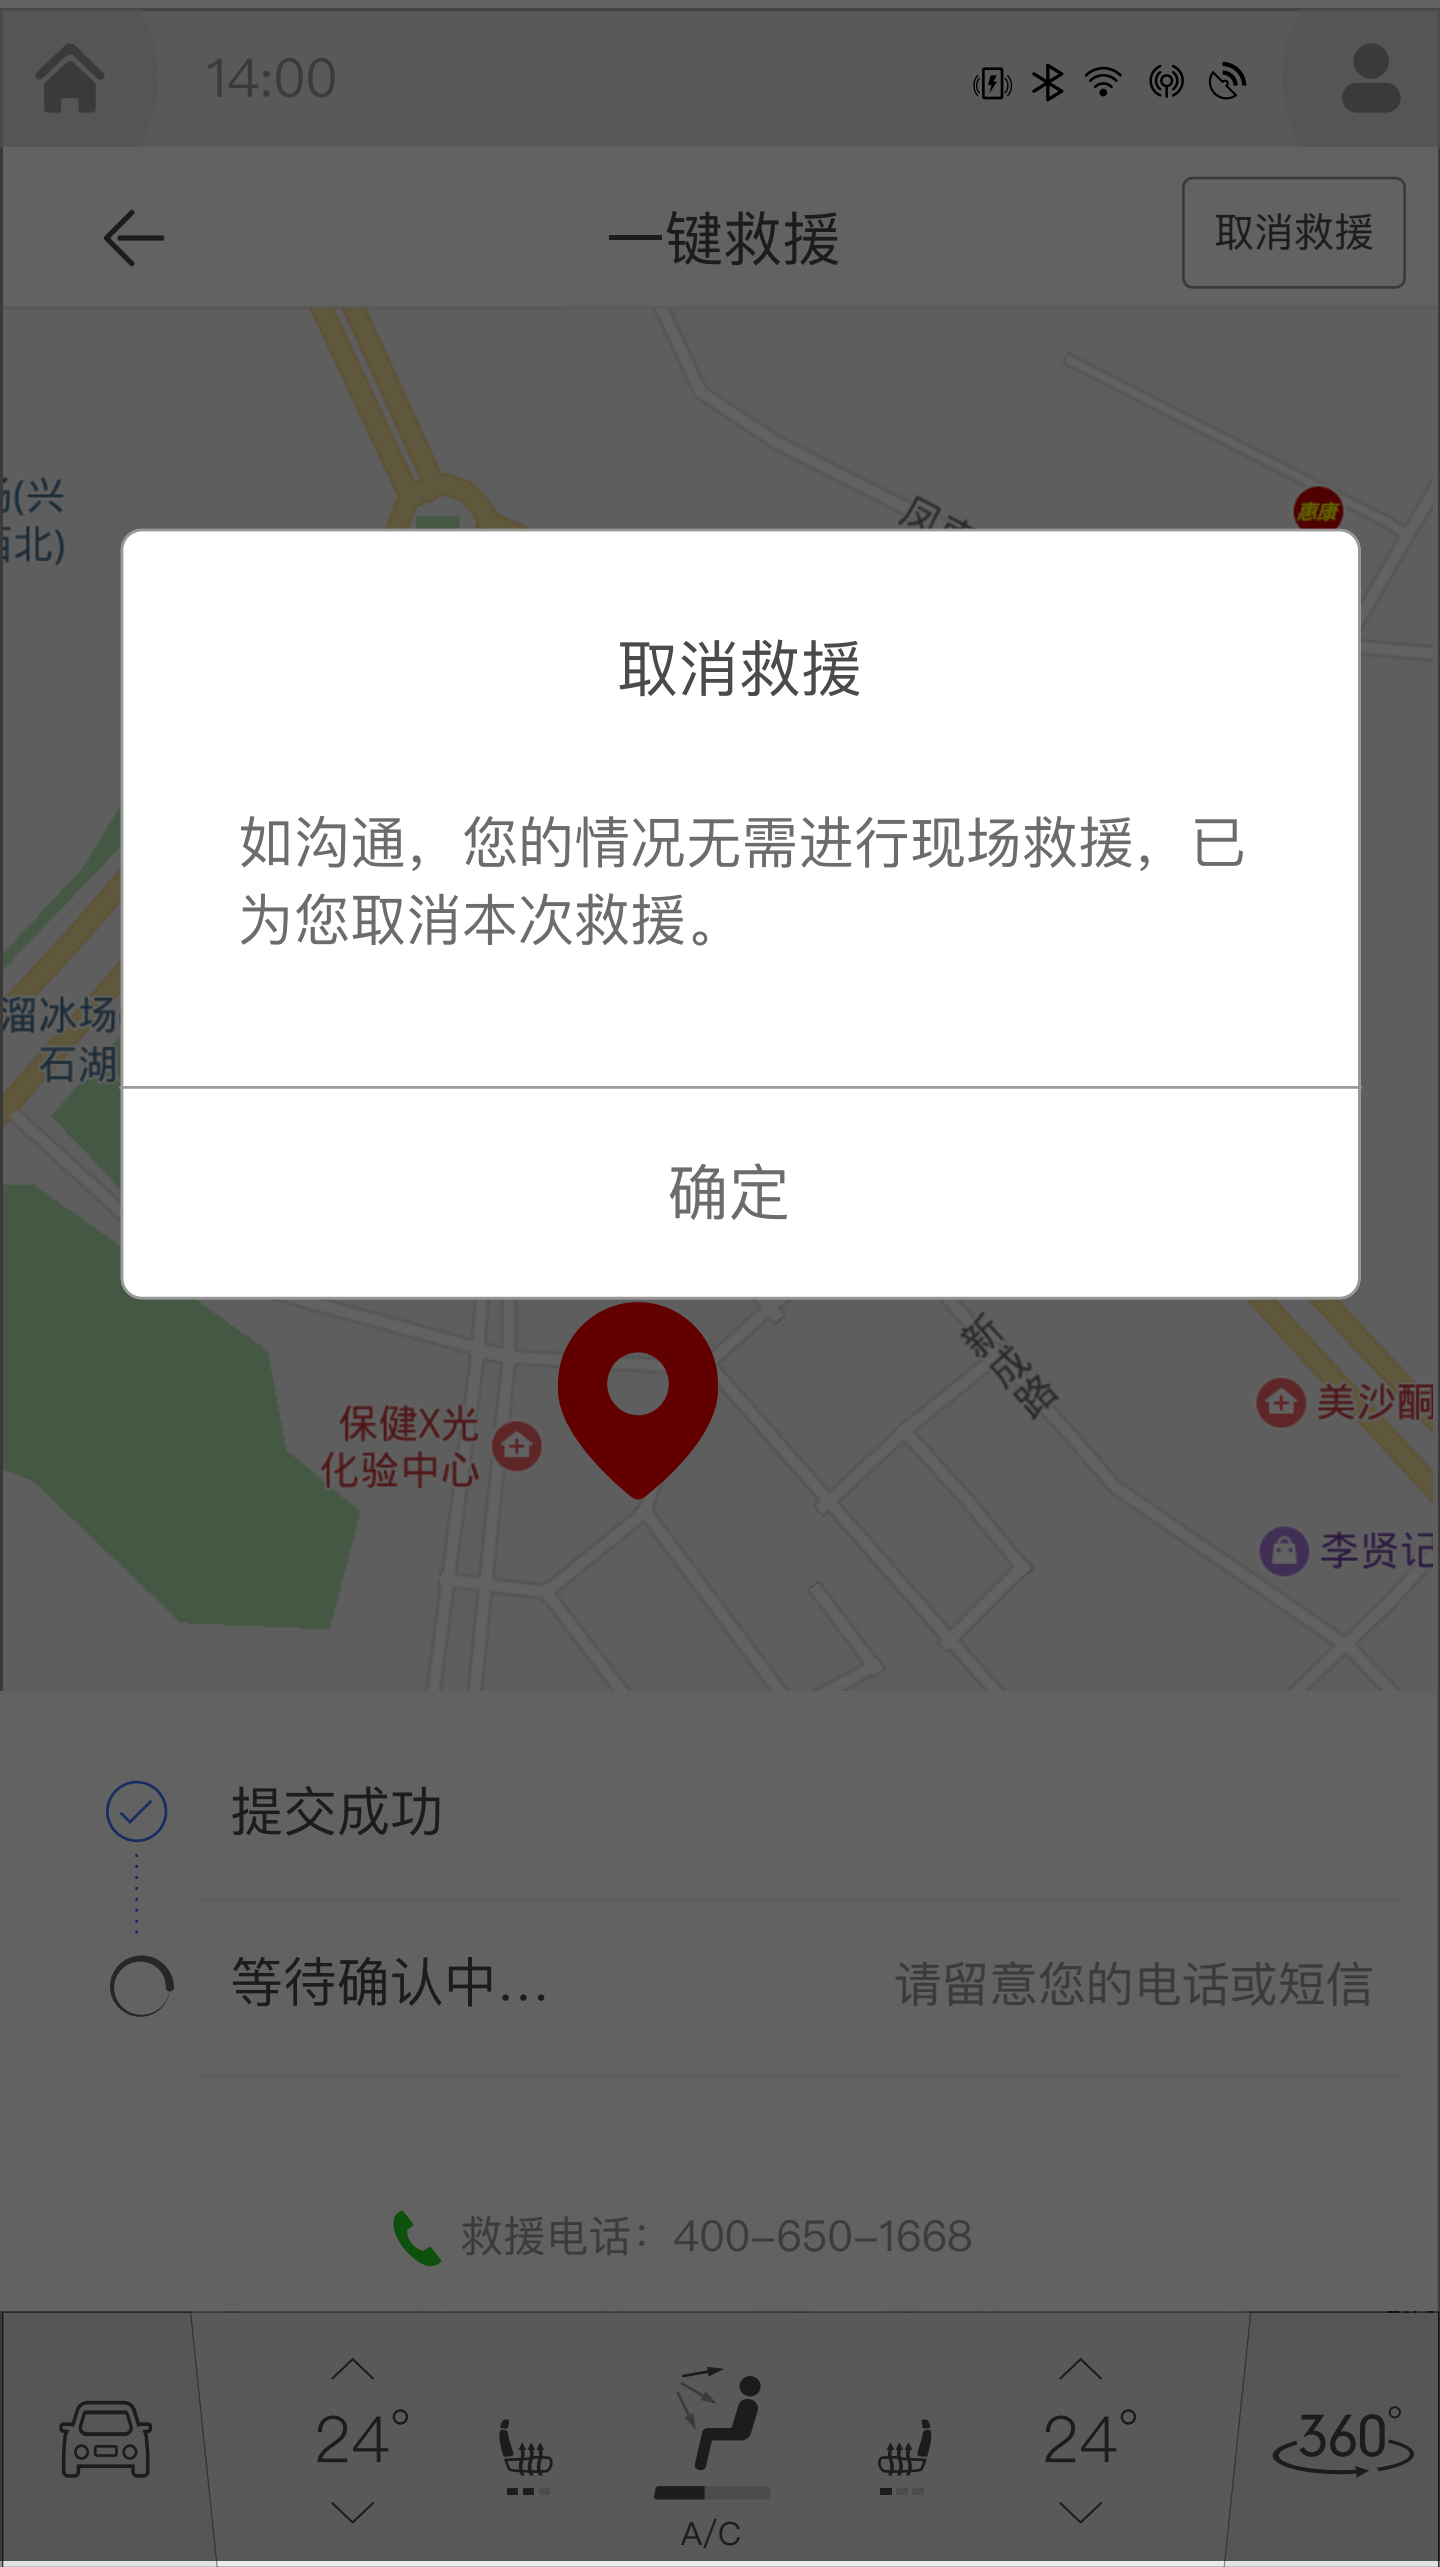 14:00
一键救援
取消救援
(兴
北)
惠康
取消救援
如沟通，您的情况无需进行现场救援，已
为您取消本次救援。
溜冰场
石湖
确定
新成路
保健X光
化验中心
美沙酮
李贤记
提交成功
等待确认中...
请留意您的电话或短信
救援电话：400-650-1668
24°
24°
360°
A/C